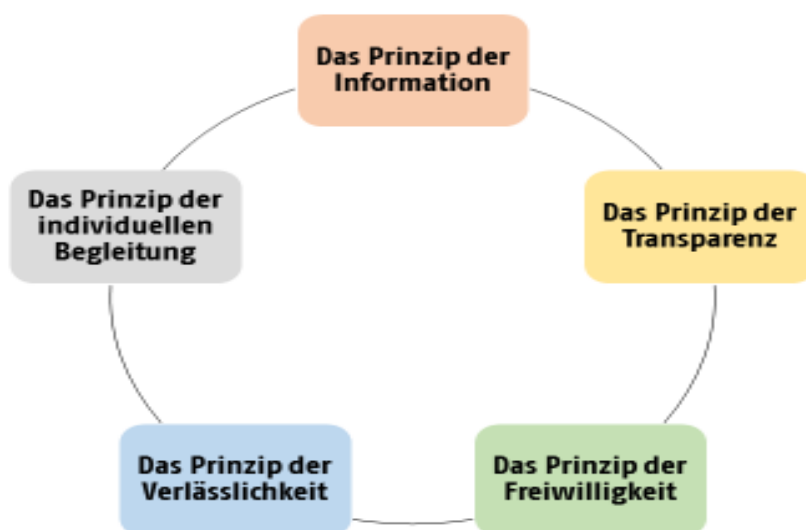 Das Prinzip der
Information
Das Prinzip der
Transparenz
Das Prinzip der
Freiwilligkeit
Das Prinzip der
Verlässlichkeit
Das Prinzip der
individuellen
Begleitung